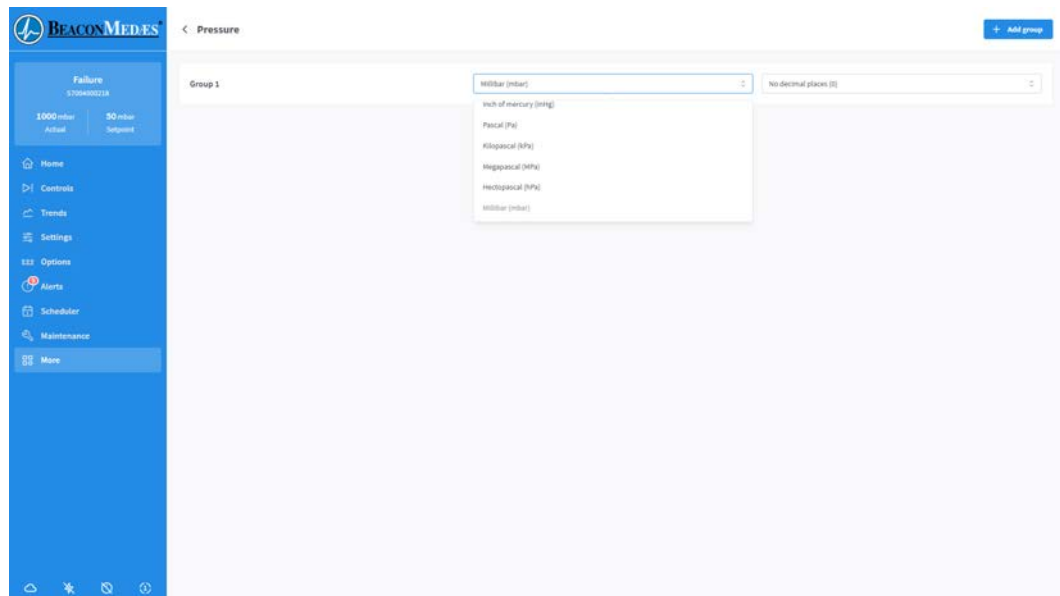 BEACONMEDÆS®
Pressure
+ Add group
Failure
S7004000218
1000 mbar
50 mbar
Actual
Setpoint
Group 1
Millibar (mbar)
No decimal places (0)
Inch of mercury (inHg)
Pascal (Pa)
Kilopascal (kPa)
Megapascal (MPa)
Hectopascal (hPa)
Millibar (mbar)
Home
Controls
Trends
Settings
Options
Alerts
Scheduler
Maintenance
More